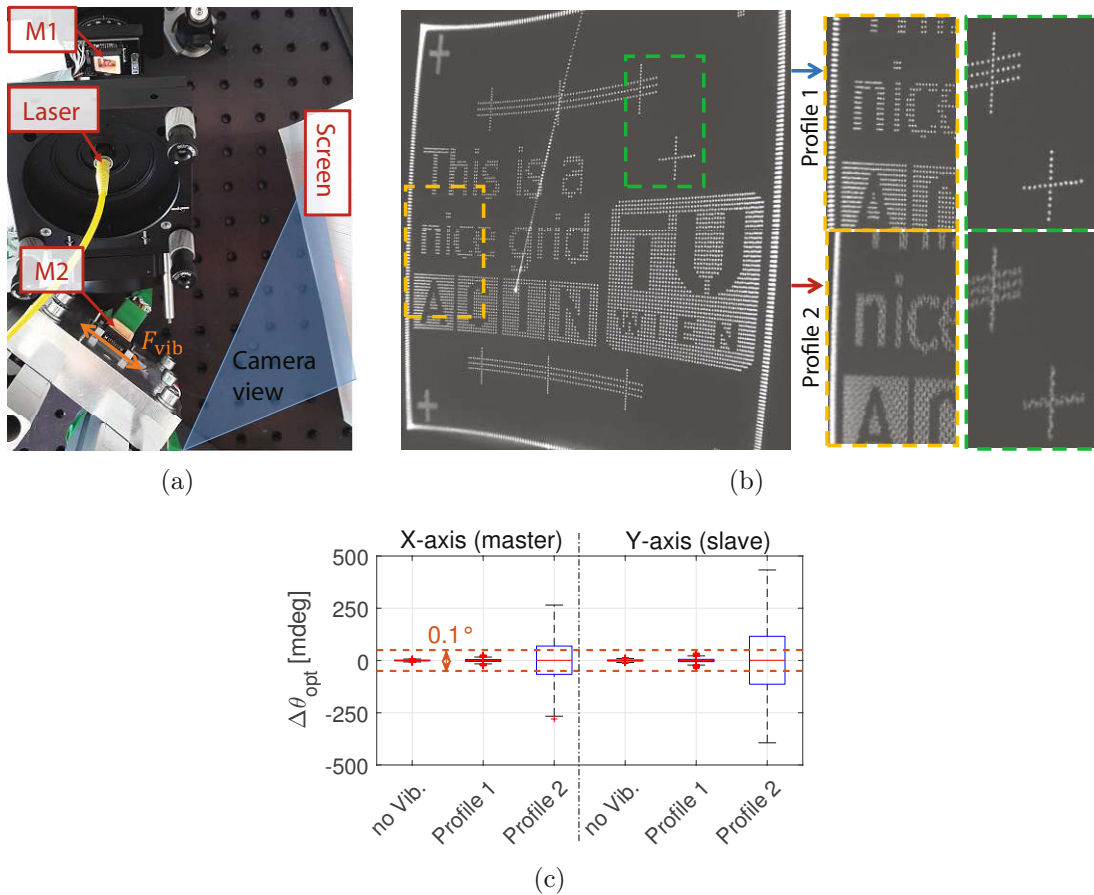 M1
Laser
Screen
M2
F_vib
Camera
view
(a)
This is a
nice grid
AGIN
TU
WIEN
Profile 1
Profile 2
nice
nice
(b)
X-axis (master)
Y-axis (slave)
500
250
0
-250
-500
Δθ_opt [mdeg]
0.1°
no Vib.
Profile 1
Profile 2
no Vib.
Profile 1
Profile 2
(c)